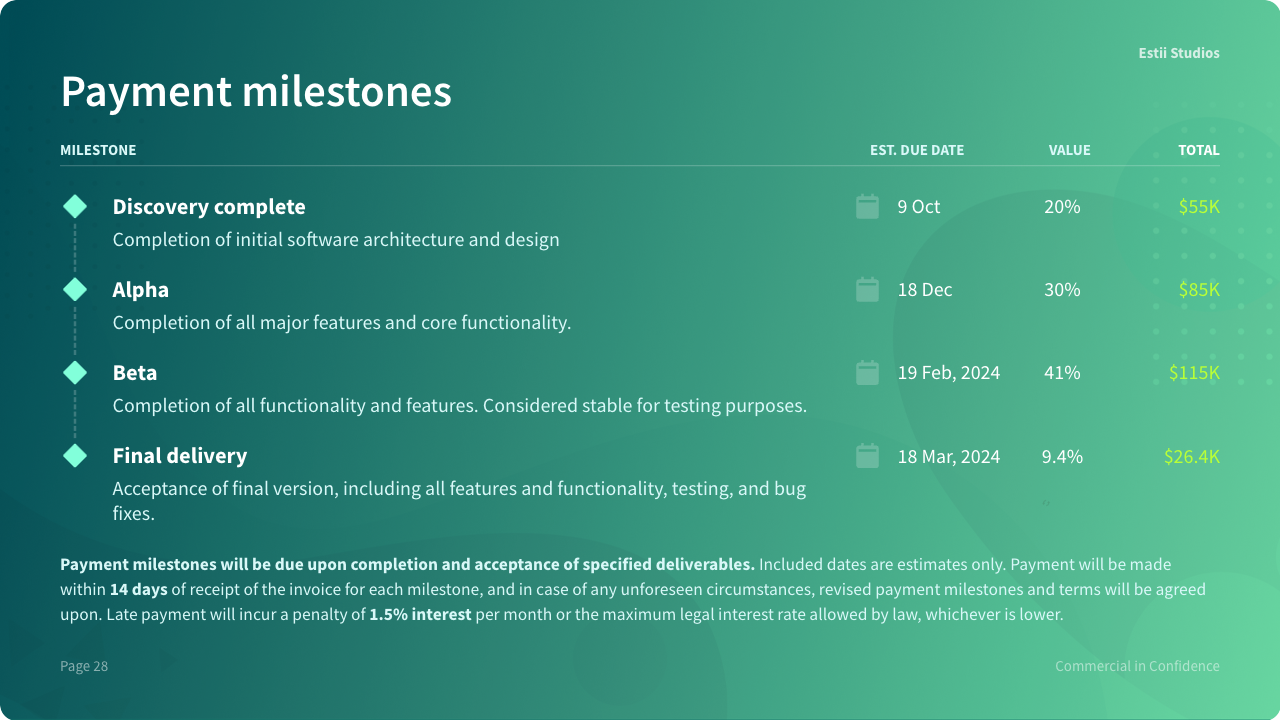 Estii Studios
Payment milestones
MILESTONE EST. DUE DATE VALUE TOTAL
Discovery complete 9 Oct 20% $55K
Completion of initial software architecture and design
Alpha 18 Dec 30% $85K
Completion of all major features and core functionality.
Beta 19 Feb, 2024 41% $115K
Completion of all functionality and features. Considered stable for testing purposes.
Final delivery 18 Mar, 2024 9.4% $26.4K
Acceptance of final version, including all features and functionality, testing, and bug
fixes.
Payment milestones will be due upon completion and acceptance of specified deliverables. Included dates are estimates only. Payment will be made
within 14 days of receipt of the invoice for each milestone, and in case of any unforeseen circumstances, revised payment milestones and terms will be agreed
upon. Late payment will incur a penalty of 1.5% interest per month or the maximum legal interest rate allowed by law, whichever is lower.
Page 28 Commercial in Confidence